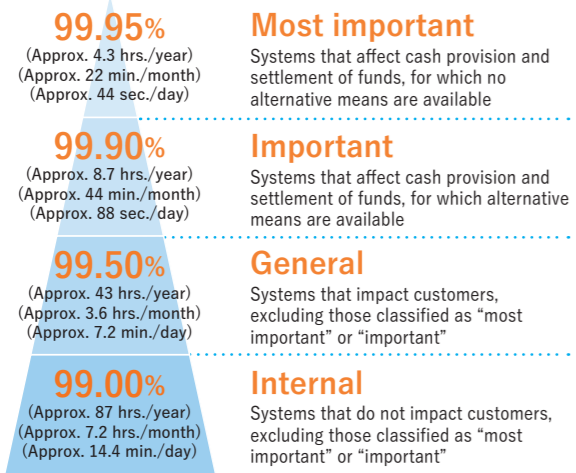 99.95%
(Approx. 4.3 hrs./year)
(Approx. 22 min./month)
(Approx. 44 sec./day)
Most important
Systems that affect cash provision and
settlement of funds, for which no
alternative means are available
99.90%
(Approx. 8.7 hrs./year)
(Approx. 44 min./month)
(Approx. 88 sec./day)
Important
Systems that affect cash provision and
settlement of funds, for which alternative
means are available
99.50%
(Approx. 43 hrs./year)
(Approx. 3.6 hrs./month)
(Approx. 7.2 min./day)
General
Systems that impact customers,
excluding those classified as “most
important” or “important”
99.00%
(Approx. 87 hrs./year)
(Approx. 7.2 hrs./month)
(Approx. 14.4 min./day)
Internal
Systems that do not impact customers,
excluding those classified as “most
important” or “important”